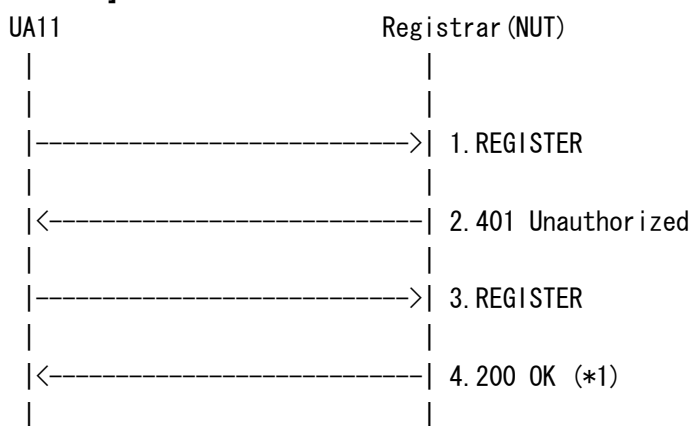 UA11                        Registrar(NUT)
 |                             |
 |                             |
 |---------------------------->| 1.REGISTER
 |                             |
 |<----------------------------| 2.401 Unauthorized
 |                             |
 |---------------------------->| 3.REGISTER
 |                             |
 |<----------------------------| 4.200 OK (*1)
 |                             |